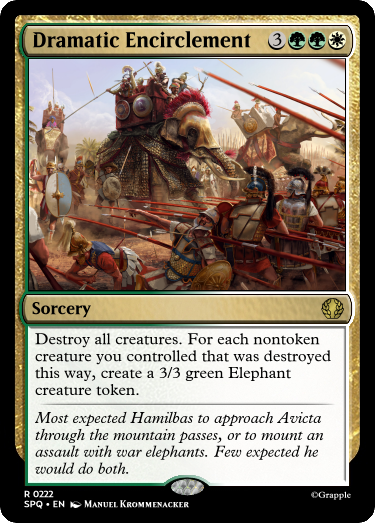 Dramatic Encirclement 3
Sorcery
Destroy all creatures. For each nontoken
creature you controlled that was destroyed
this way, create a 3/3 green Elephant
creature token.
Most expected Hamilbas to approach Avicta
through the mountain passes, or to mount an
assault with war elephants. Few expected he
would do both.
R 0222
SPQ • EN Manuel Krommenacker
©Grapple